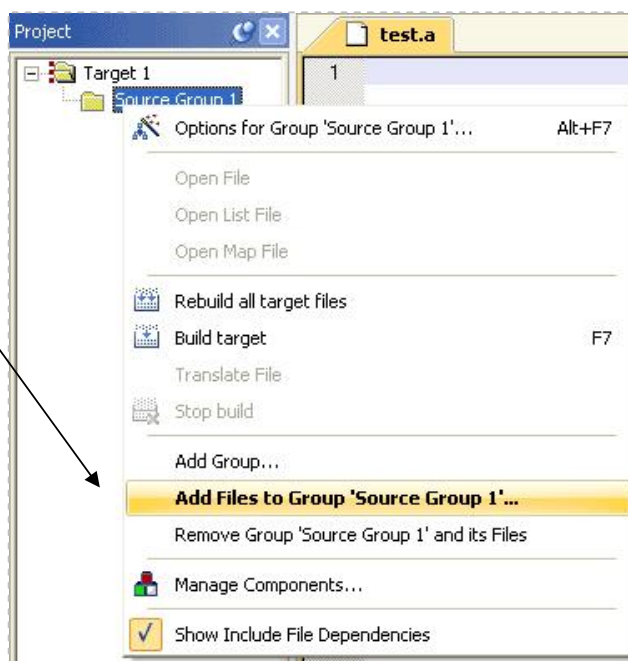 Project
test.a
Target 1
1
Source Group 1
Options for Group 'Source Group 1'... Alt+F7
Open File
Open List File
Open Map File
Rebuild all target files
Build target F7
Translate File
Stop build
Add Group...
Add Files to Group 'Source Group 1'...
Remove Group 'Source Group 1' and its Files
Manage Components...
Show Include File Dependencies